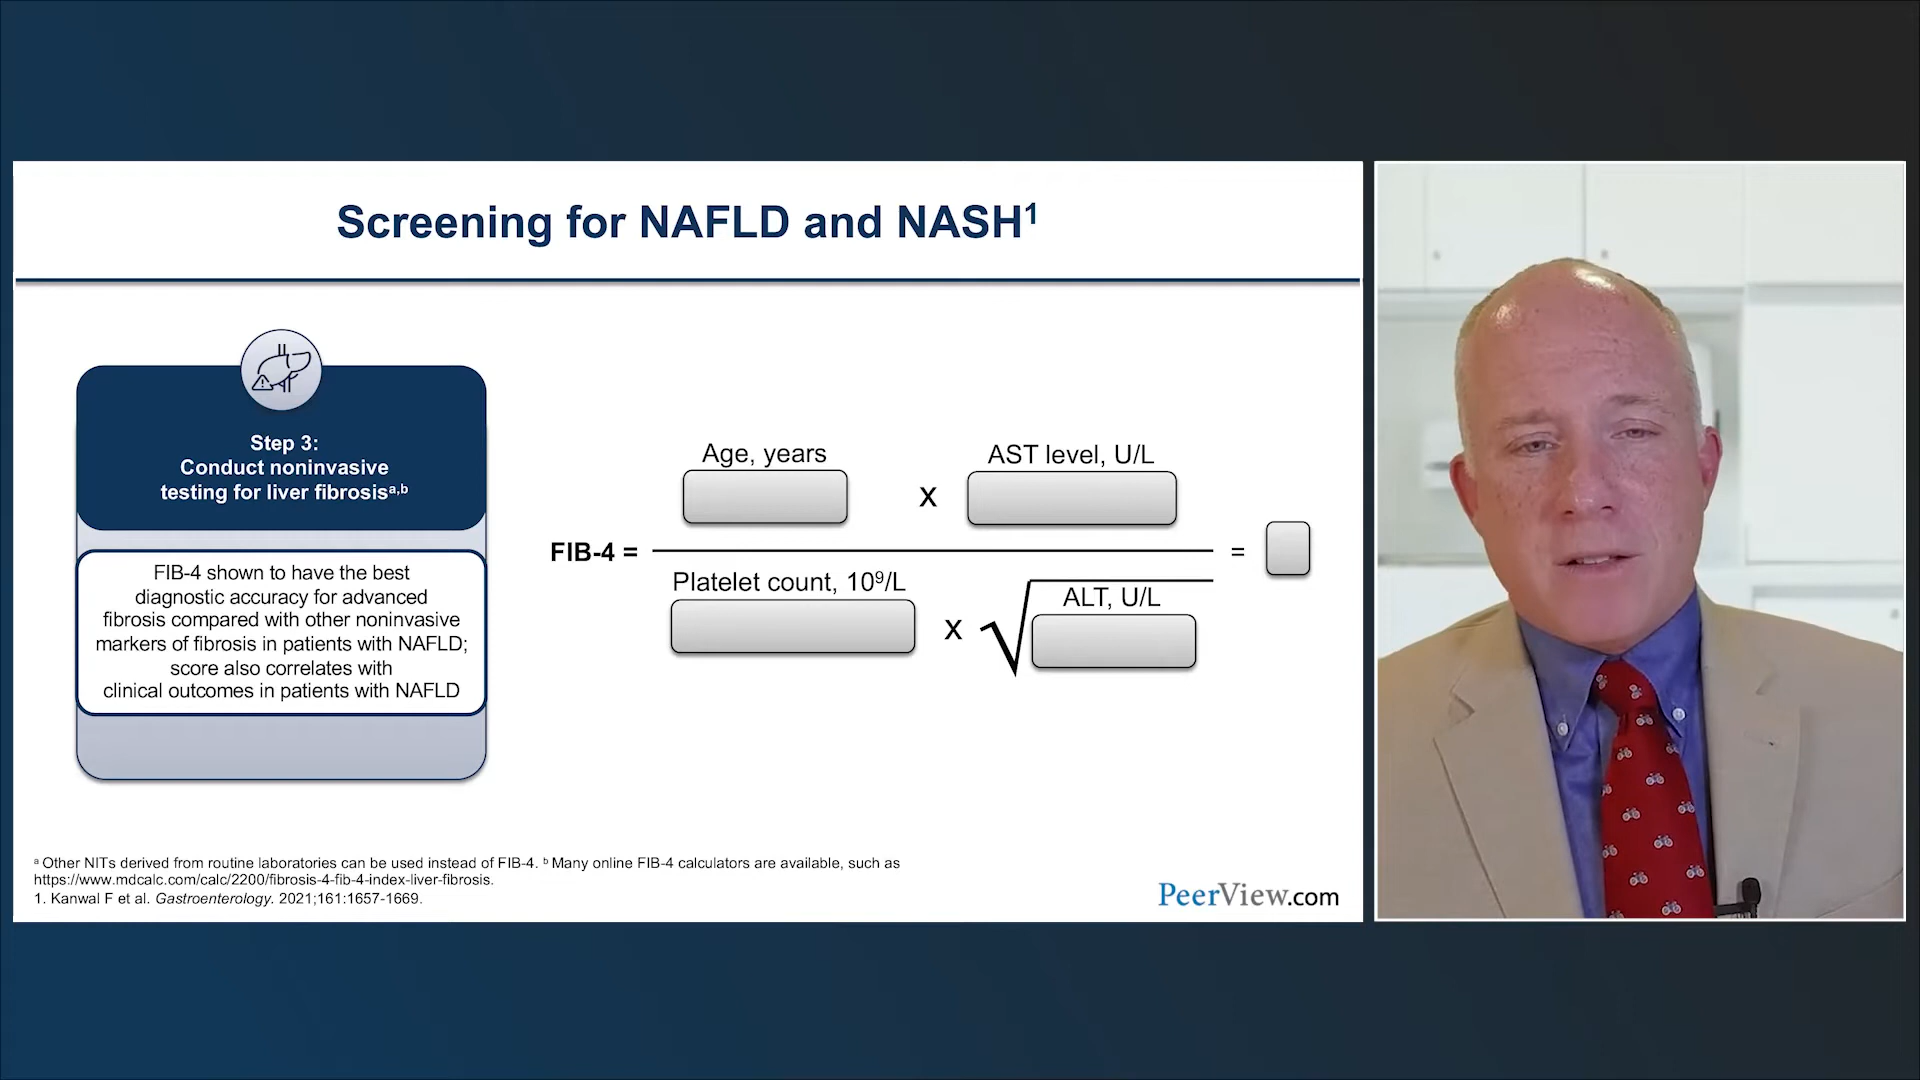 Screening for NAFLD and NASH¹
Step 3:
Conduct noninvasive
testing for liver fibrosisᵃ,ᵇ
FIB-4 shown to have the best
diagnostic accuracy for advanced
fibrosis compared with other noninvasive
markers of fibrosis in patients with NAFLD;
score also correlates with
clinical outcomes in patients with NAFLD
Age, years
x
AST level, U/L
FIB-4 =
=
Platelet count, 10⁹/L
x
√
ALT, U/L
ᵃ Other NITs derived from routine laboratories can be used instead of FIB-4. ᵇ Many online FIB-4 calculators are available, such as
https://www.mdcalc.com/calc/2200/fibrosis-4-fib-4-index-liver-fibrosis.
1. Kanwal F et al. Gastroenterology. 2021;161:1657-1669.
PeerView.com